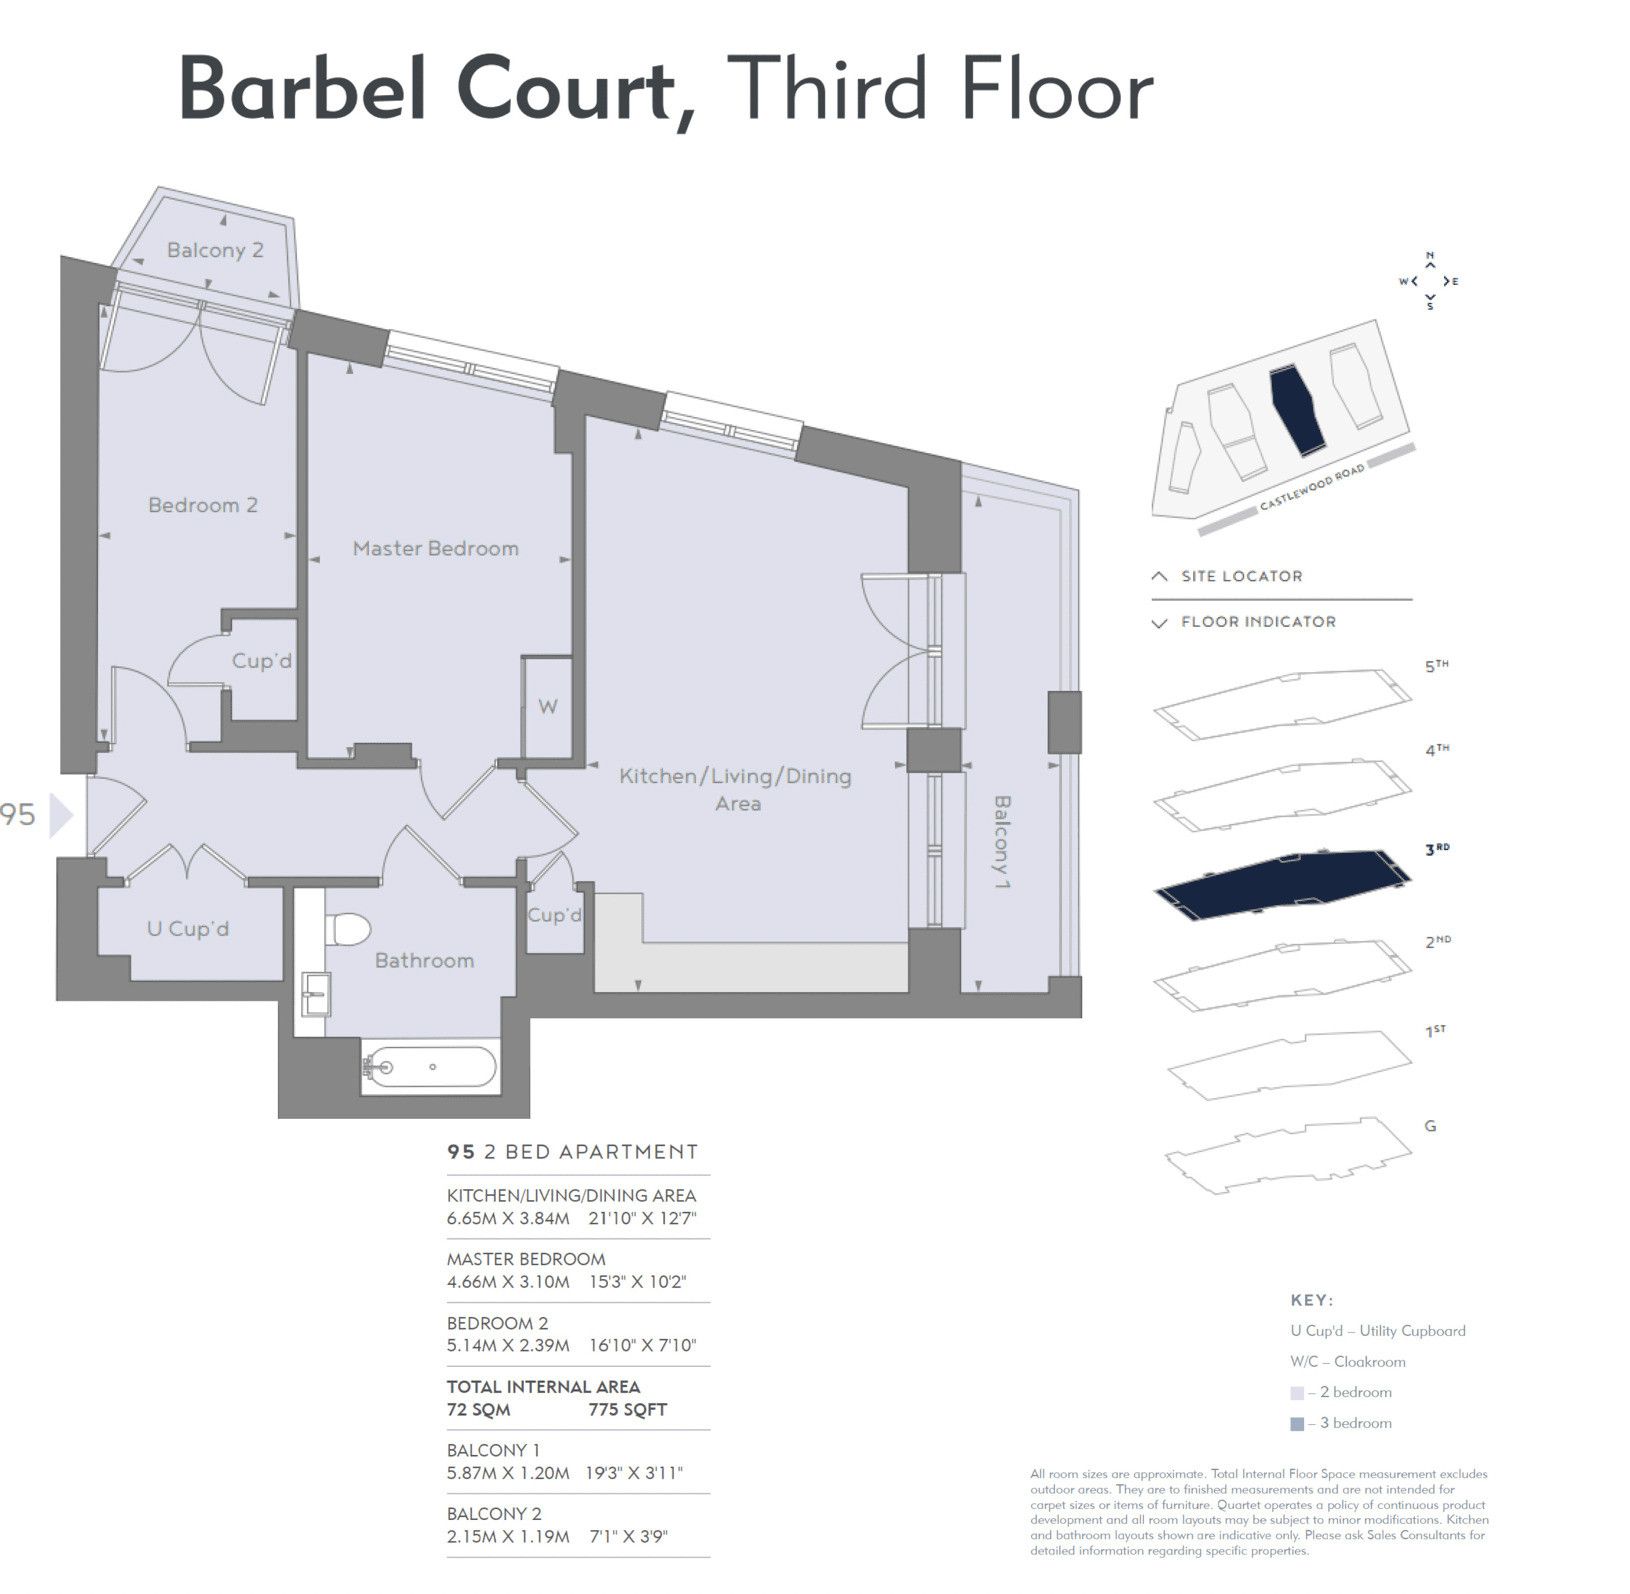 Barbel Court, Third Floor
Balcony 2
N
W E
S
Bedroom 2
Master Bedroom
CASTLEWOOD ROAD
SITE LOCATOR
FLOOR INDICATOR
Cup'd
W
Kitchen/Living/Dining
Area
Balcony 1
95
U Cup'd
Cup'd
Bathroom
5TH
4TH
3RD
2ND
1ST
G
95 2 BED APARTMENT
KITCHEN/LIVING/DINING AREA
6.65M X 3.84M 21'10" X 12'7"
MASTER BEDROOM
4.66M X 3.10M 15'3" X 10'2"
BEDROOM 2
5.14M X 2.39M 16'10" X 7'10"
TOTAL INTERNAL AREA
72 SQM 775 SQFT
BALCONY 1
5.87M X 1.20M 19'3" X 3'11"
BALCONY 2
2.15M X 1.19M 7'1" X 3'9"
KEY:
U Cup'd – Utility Cupboard
W/C – Cloakroom
– 2 bedroom
– 3 bedroom
All room sizes are approximate. Total Internal Floor Space measurement excludes
outdoor areas. They are to finished measurements and are not intended for
carpet sizes or items of furniture. Quartet operates a policy of continuous product
development and all room layouts may be subject to minor modifications. Kitchen
and bathroom layouts shown are indicative only. Please ask Sales Consultants for
detailed information regarding specific properties.